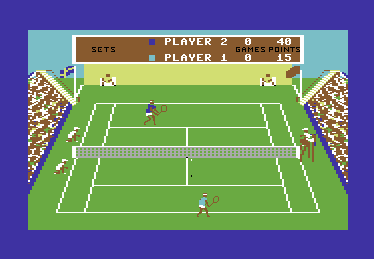 PLAYER 2 0 40
SETS GAMES POINTS
PLAYER 1 0 15